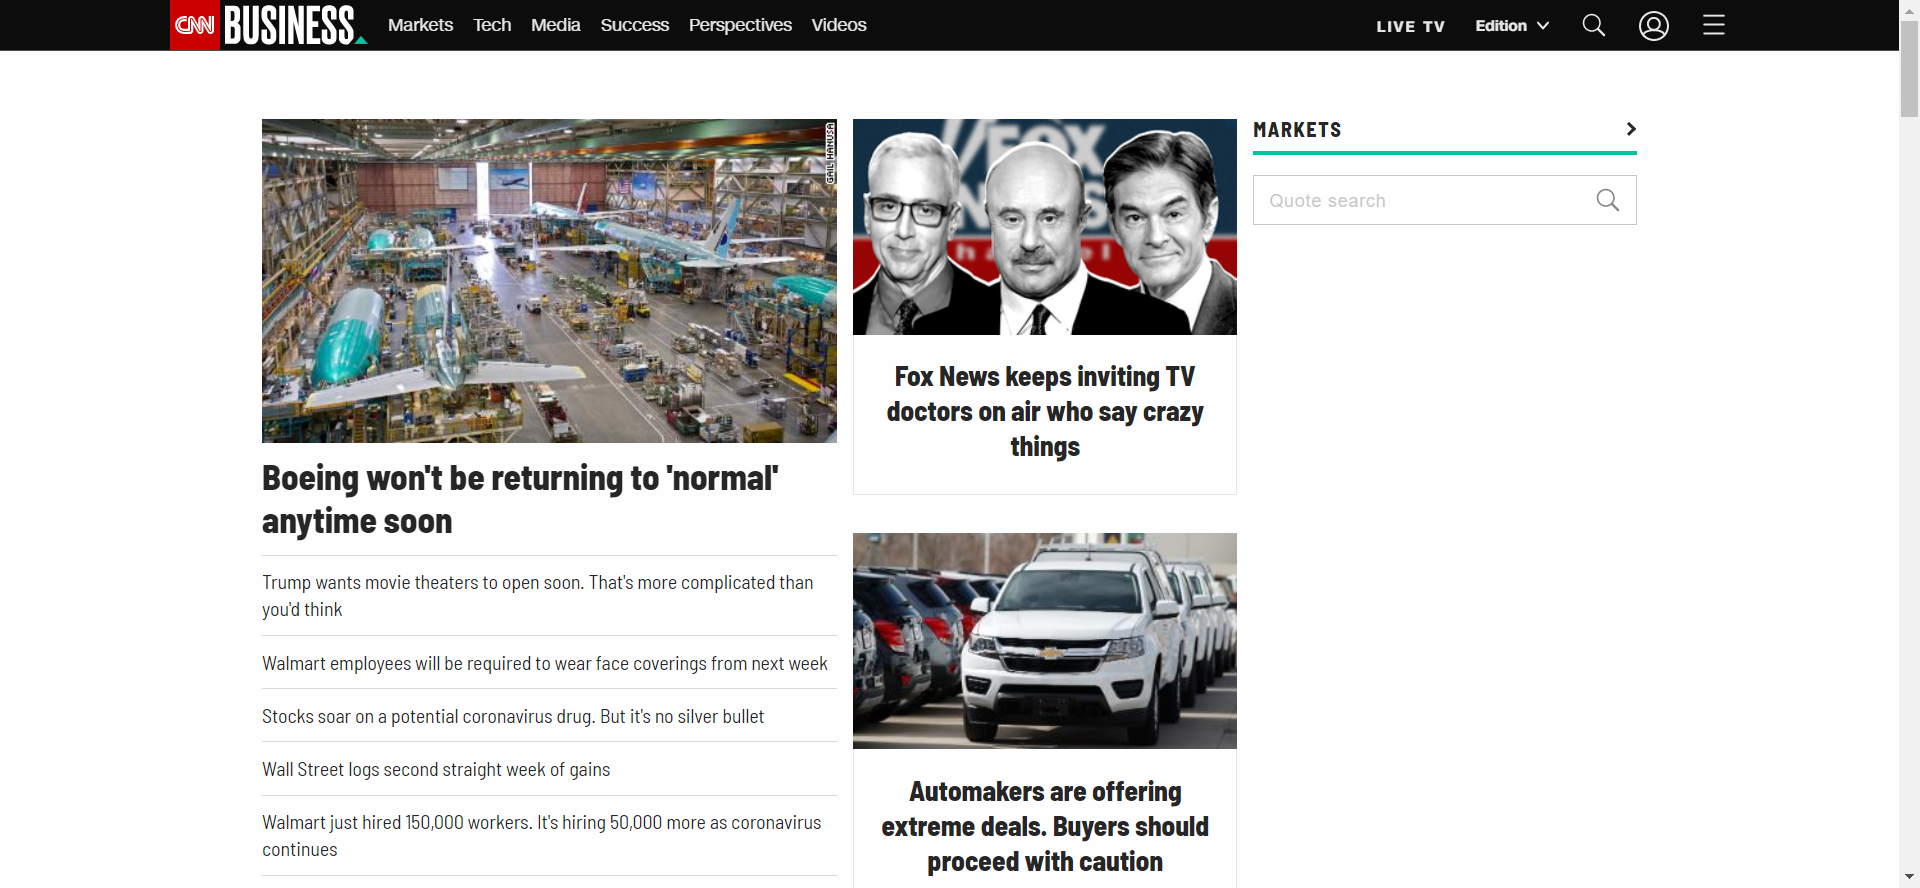 CNN BUSINESS
Markets Tech Media Success Perspectives Videos
LIVE TV Edition
GAIL HANUSA
Boeing won't be returning to 'normal'
anytime soon
Trump wants movie theaters to open soon. That's more complicated than
you'd think
Walmart employees will be required to wear face coverings from next week
Stocks soar on a potential coronavirus drug. But it's no silver bullet
Wall Street logs second straight week of gains
Walmart just hired 150,000 workers. It's hiring 50,000 more as coronavirus
continues
FOX
Fox News keeps inviting TV
doctors on air who say crazy
things
Automakers are offering
extreme deals. Buyers should
proceed with caution
MARKETS
Quote search